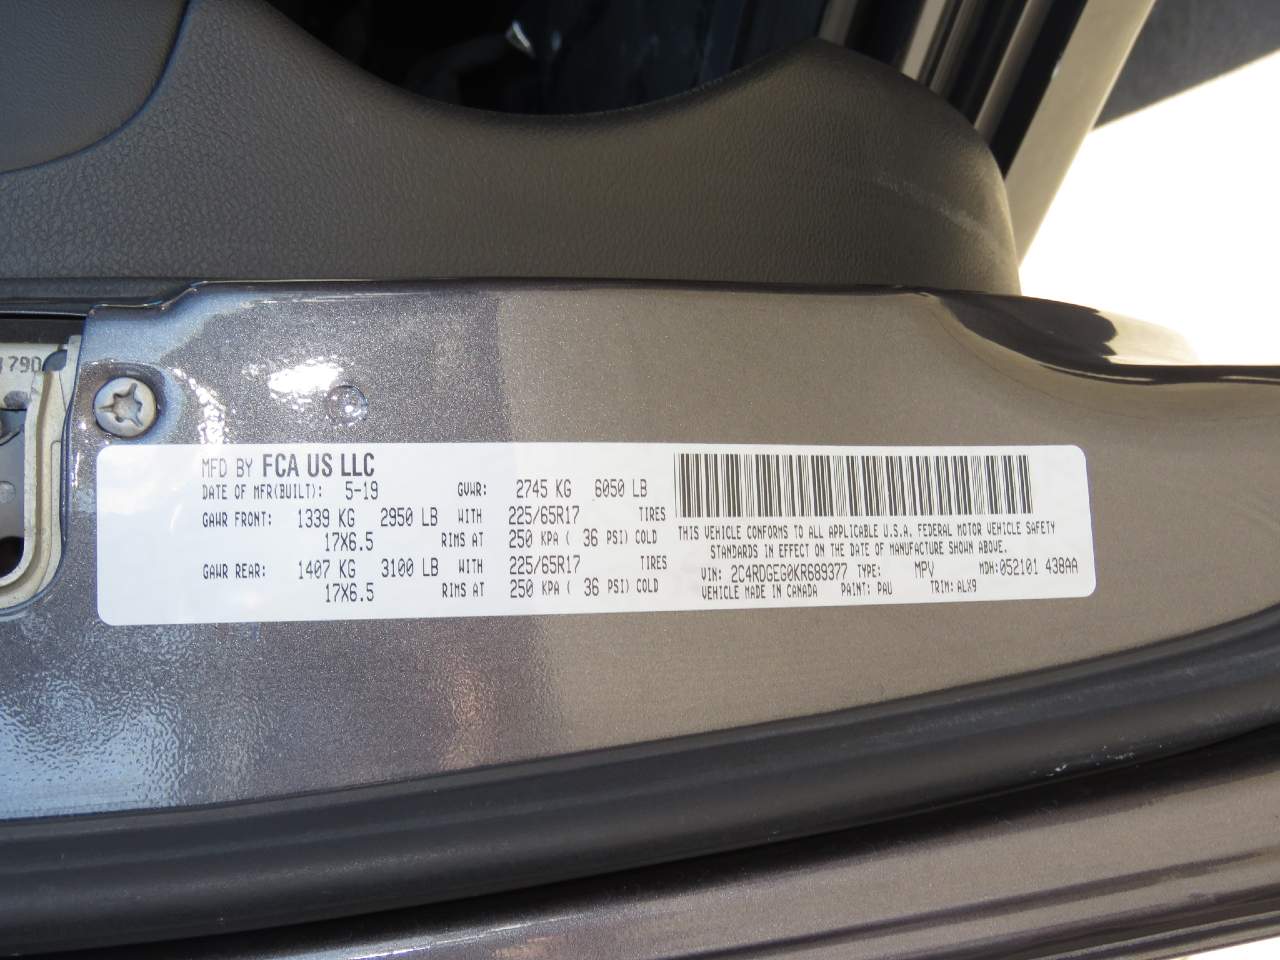 790
MFD BY FCA US LLC
DATE OF MFR(BUILT): 5-19 GVWR: 2745 KG 6050 LB
GAWR FRONT: 1339 KG 2950 LB WITH 225/65R17 TIRES
17X6.5 RIMS AT 250 KPA ( 36 PSI) COLD
GAWR REAR: 1407 KG 3100 LB WITH 225/65R17 TIRES
17X6.5 RIMS AT 250 KPA ( 36 PSI) COLD
THIS VEHICLE CONFORMS TO ALL APPLICABLE U.S.A. FEDERAL MOTOR VEHICLE SAFETY
STANDARDS IN EFFECT ON THE DATE OF MANUFACTURE SHOWN ABOVE.
VIN: 2C4RDGEG0KR689377 TYPE: MPV MDH:052101 438AA
VEHICLE MADE IN CANADA PAINT: PAU TRIM: ALX9